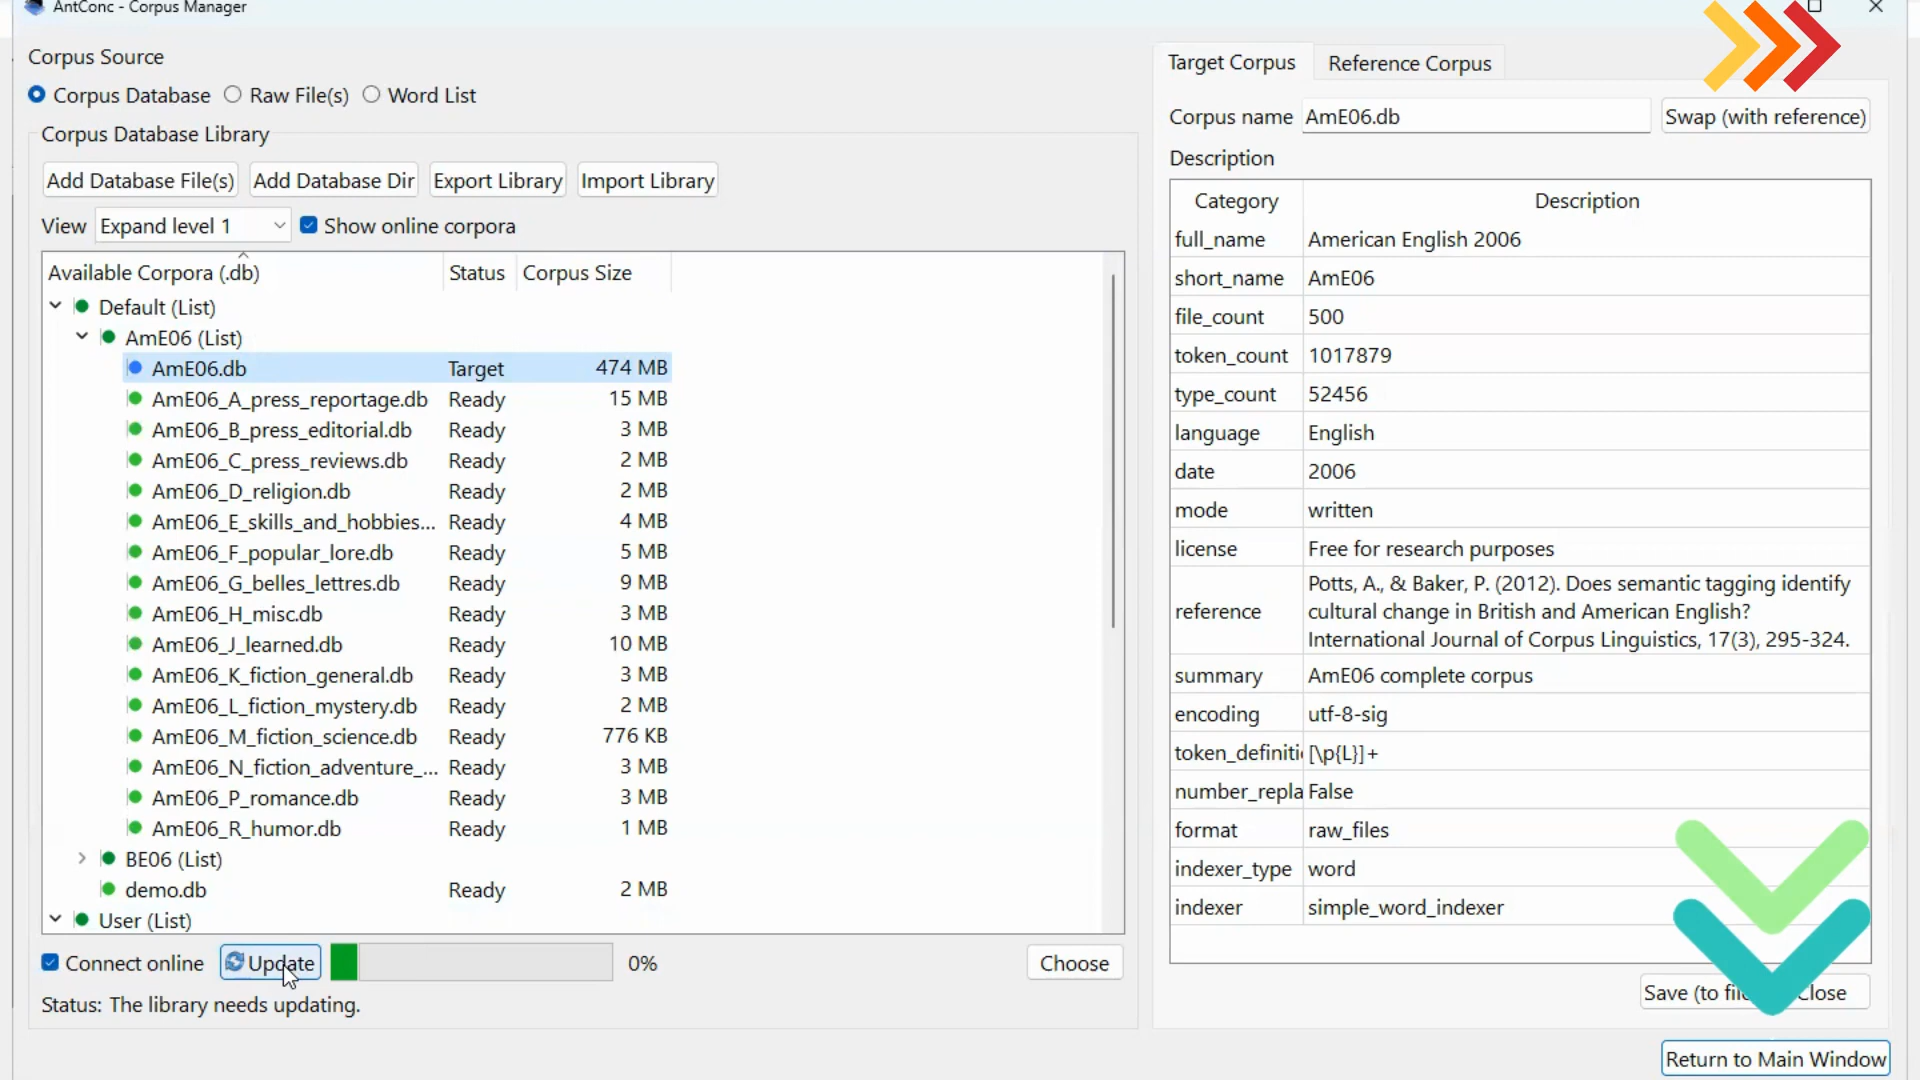 AntConc - Corpus Manager
Corpus Source
Corpus Database Raw File(s) Word List
Corpus Database Library
Add Database File(s) Add Database Dir Export Library Import Library
View Expand level 1 Show online corpora
Available Corpora (.db) Status Corpus Size
Default (List)
AmE06 (List)
AmE06.db Target 474 MB
AmE06_A_press_reportage.db Ready 15 MB
AmE06_B_press_editorial.db Ready 3 MB
AmE06_C_press_reviews.db Ready 2 MB
AmE06_D_religion.db Ready 2 MB
AmE06_E_skills_and_hobbies... Ready 4 MB
AmE06_F_popular_lore.db Ready 5 MB
AmE06_G_belles_lettres.db Ready 9 MB
AmE06_H_misc.db Ready 3 MB
AmE06_J_learned.db Ready 10 MB
AmE06_K_fiction_general.db Ready 3 MB
AmE06_L_fiction_mystery.db Ready 2 MB
AmE06_M_fiction_science.db Ready 776 KB
AmE06_N_fiction_adventure_... Ready 3 MB
AmE06_P_romance.db Ready 3 MB
AmE06_R_humor.db Ready 1 MB
BE06 (List)
demo.db Ready 2 MB
User (List)
Connect online Update 0% Choose
Status: The library needs updating.
Target Corpus Reference Corpus
Corpus name AmE06.db Swap (with reference)
Description
Category Description
full_name American English 2006
short_name AmE06
file_count 500
token_count 1017879
type_count 52456
language English
date 2006
mode written
license Free for research purposes
reference Potts, A., & Baker, P. (2012). Does semantic tagging identify
cultural change in British and American English?
International Journal of Corpus Linguistics, 17(3), 295-324.
summary AmE06 complete corpus
encoding utf-8-sig
token_definiti [\p{L}]+
number_repla False
format raw_files
indexer_type word
indexer simple_word_indexer
Save (to Close
Return to Main Window